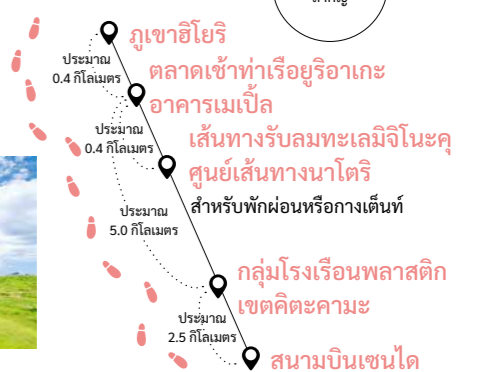 ภูเขาฮิโยริ
ประมาณ
0.4 กิโลเมตร
ตลาดเช้าท่าเรือยูริอาเกะ
อาคารเมเปิ้ล
ประมาณ
0.4 กิโลเมตร
เส้นทางรับลมทะเลมิจิโนะคุ
ศูนย์เส้นทางนาโตริ
สำหรับพักผ่อนหรือกางเต็นท์
ประมาณ
5.0 กิโลเมตร
กลุ่มโรงเรือนพลาสติก
เขตคิตะคามะ
ประมาณ
2.5 กิโลเมตร
สนามบินเซนได